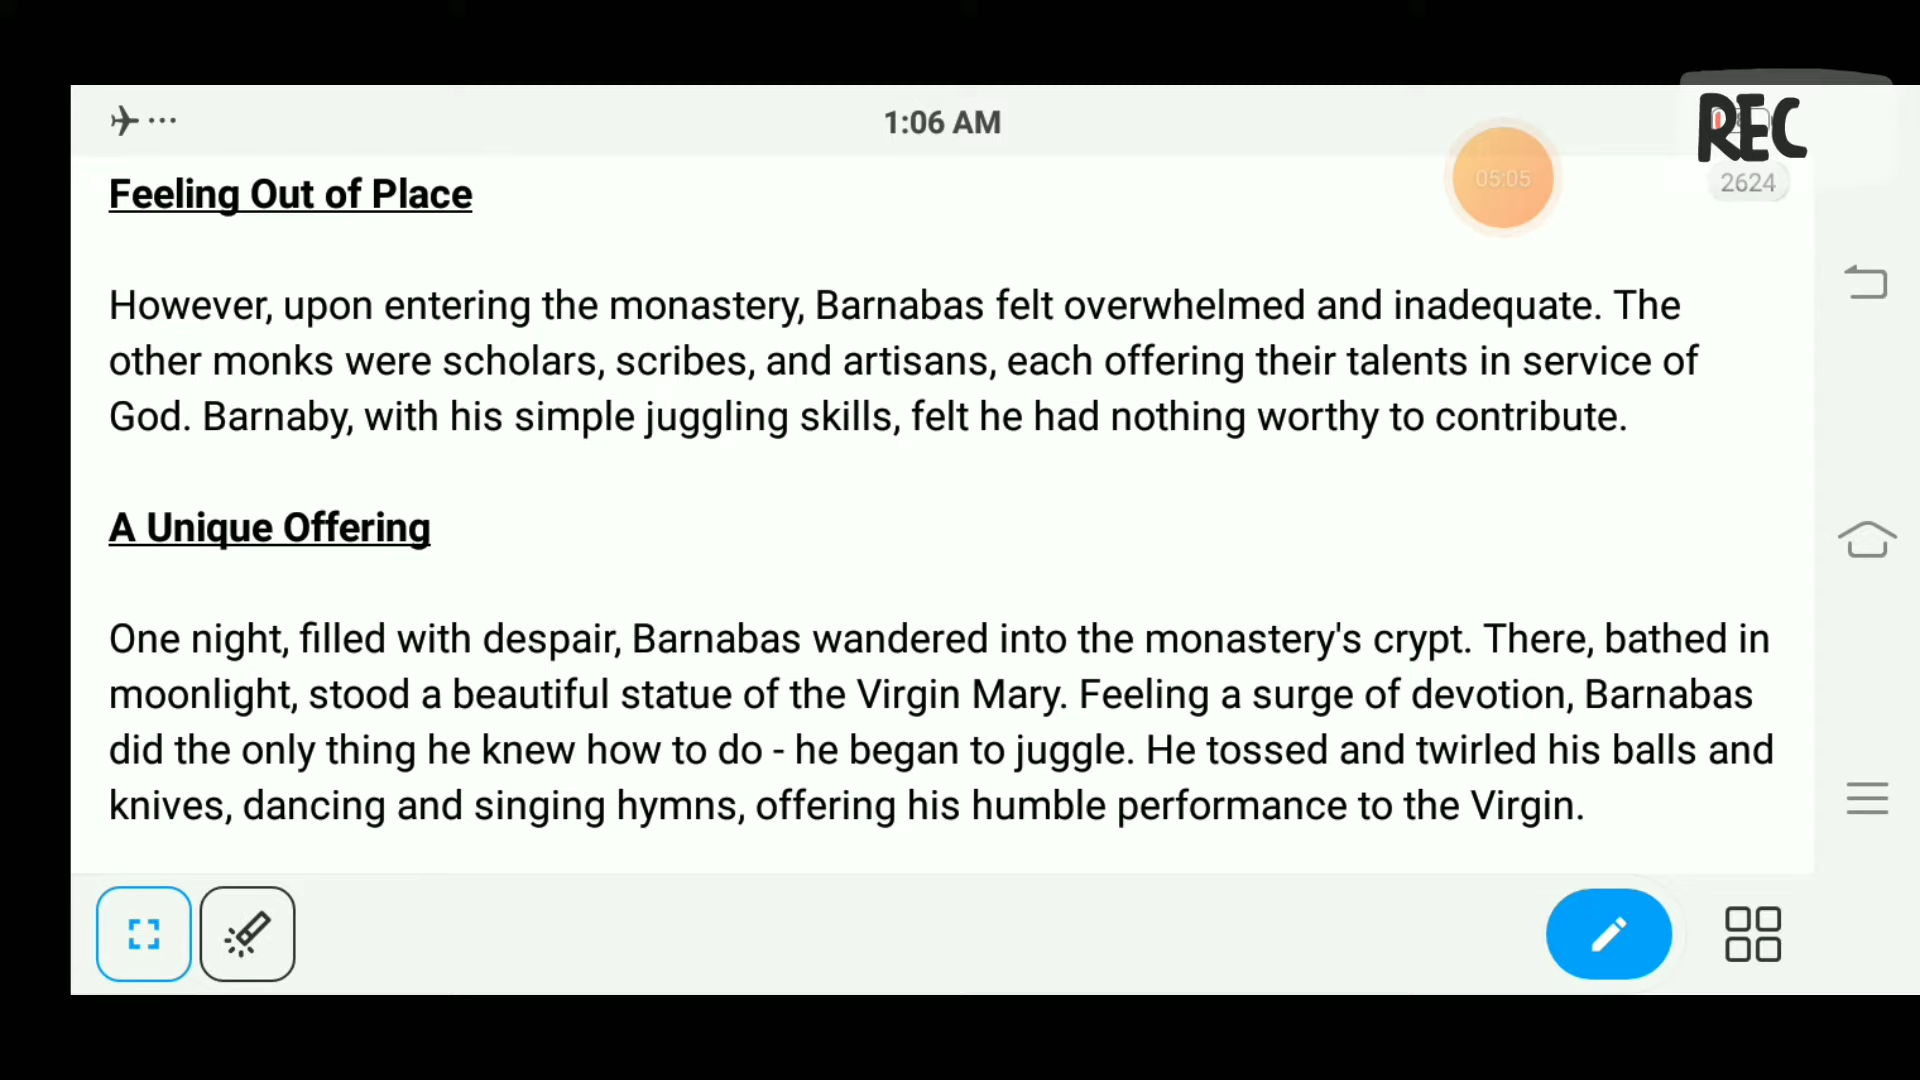 1:06 AM
REC
05:05
2624
Feeling Out of Place
However, upon entering the monastery, Barnabas felt overwhelmed and inadequate. The
other monks were scholars, scribes, and artisans, each offering their talents in service of
God. Barnaby, with his simple juggling skills, felt he had nothing worthy to contribute.
A Unique Offering
One night, filled with despair, Barnabas wandered into the monastery's crypt. There, bathed in
moonlight, stood a beautiful statue of the Virgin Mary. Feeling a surge of devotion, Barnabas
did the only thing he knew how to do - he began to juggle. He tossed and twirled his balls and
knives, dancing and singing hymns, offering his humble performance to the Virgin.